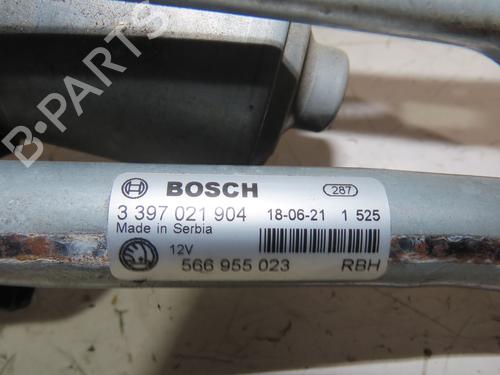 B-PARTS
BOSCH 287
3 397 021 904 18-06-21 1 525
Made in Serbia
12V
566 955 023 RBH